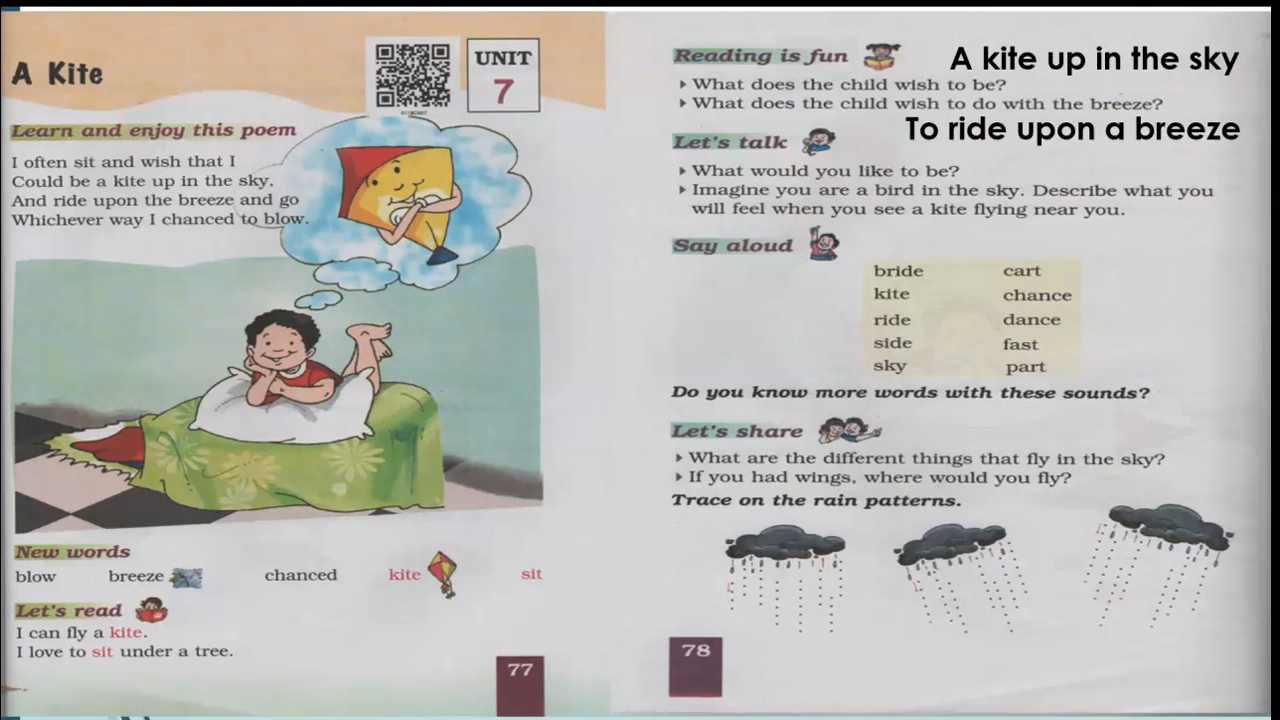 A Kite
UNIT
7
Learn and enjoy this poem
I often sit and wish that I
Could be a kite up in the sky,
And ride upon the breeze and go
Whichever way I chanced to blow.
New words
blow breeze chanced kite sit
Let's read
I can fly a kite.
I love to sit under a tree.
77
Reading is fun
What does the child wish to be?
What does the child wish to do with the breeze?
A kite up in the sky
To ride upon a breeze
Let's talk
What would you like to be?
Imagine you are a bird in the sky. Describe what you
will feel when you see a kite flying near you.
Say aloud
bride cart
kite chance
ride dance
side fast
sky part
Do you know more words with these sounds?
Let's share
What are the different things that fly in the sky?
If you had wings, where would you fly?
Trace on the rain patterns.
78